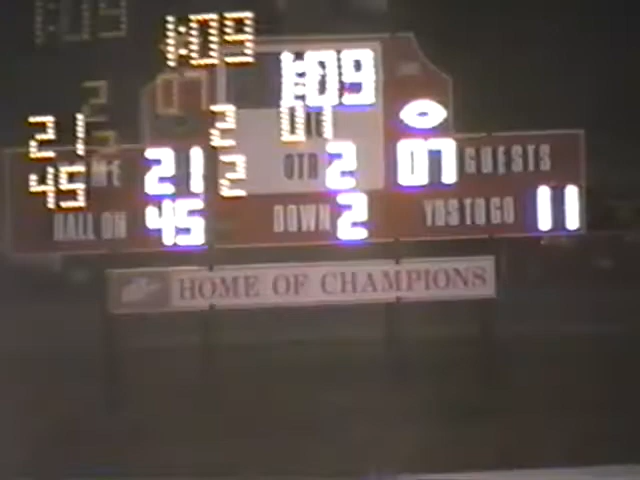 1:09
HOME 21 QTR 2 07 GUESTS
BALL ON 45 DOWN 2 YDS TO GO 11
HOME OF CHAMPIONS